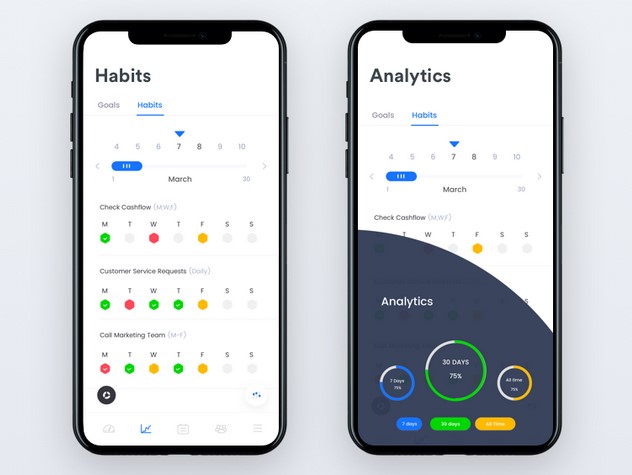 Habits
Goals Habits
4 5 6 7 8 9 10
1 March 30
Check Cashflow (M,W,F)
M T W T F S S
Customer Service Requests (Daily)
M T W T F S S
Call Marketing Team (M-F)
M T W T F S S
Analytics
Goals Habits
4 5 6 7 8 9 10
1 March 30
Check Cashflow (M,W,F)
M T W T F S S
Analytics
7 Days
75%
30 DAYS
75%
All time
75%
7 days 30 days All Time